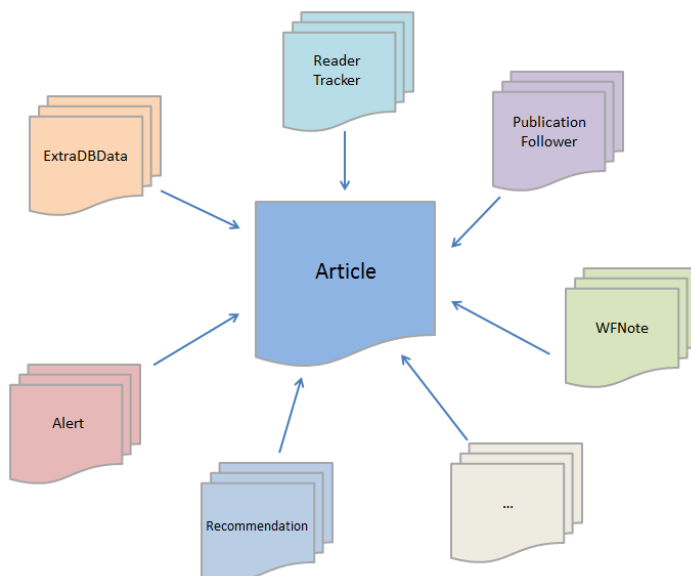 Reader
Tracker
Publication
Follower
ExtraDBData
Article
WFNote
Alert
Recommendation
...